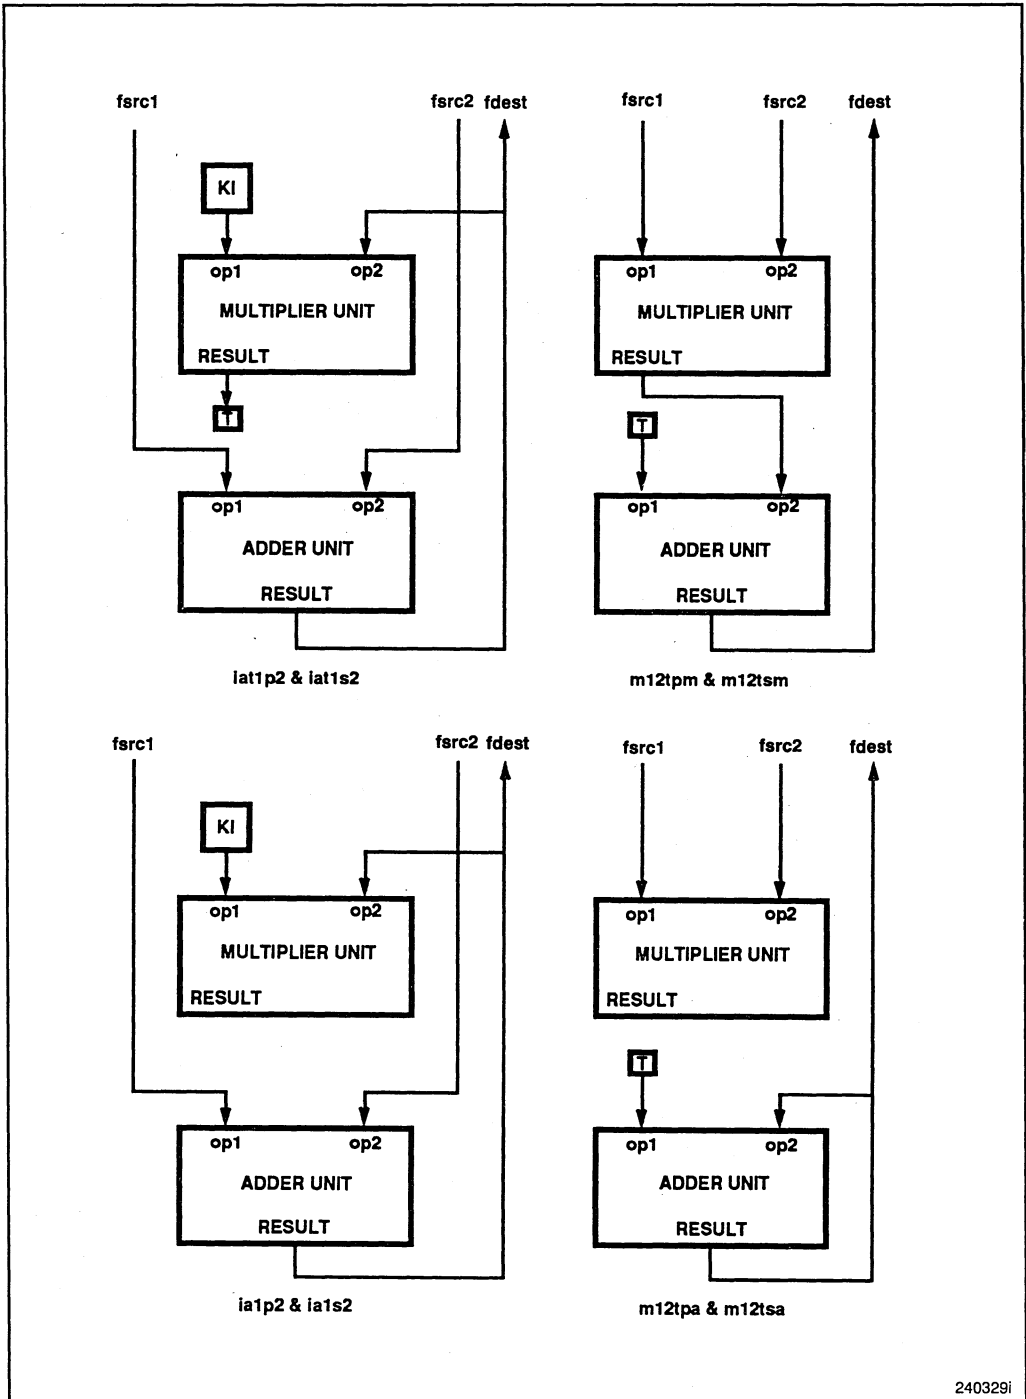 fsrc1 fsrc2 fdest
KI
op1 op2
MULTIPLIER UNIT
RESULT
T
op1 op2
ADDER UNIT
RESULT
iat1p2 & iat1s2
fsrc1 fsrc2 fdest
op1 op2
MULTIPLIER UNIT
RESULT
T
op1 op2
ADDER UNIT
RESULT
m12tpm & m12tsm
fsrc1 fsrc2 fdest
KI
op1 op2
MULTIPLIER UNIT
RESULT
op1 op2
ADDER UNIT
RESULT
ia1p2 & ia1s2
fsrc1 fsrc2 fdest
op1 op2
MULTIPLIER UNIT
RESULT
T
op1 op2
ADDER UNIT
RESULT
m12tpa & m12tsa
240329i